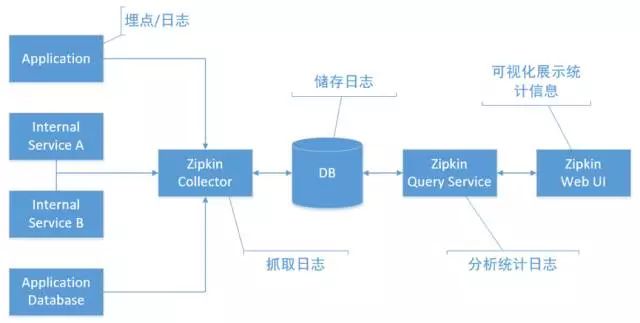 埋点/日志
Application
Internal
Service A
Internal
Service B
Application
Database
Zipkin
Collector
抓取日志
储存日志
DB
Zipkin
Query Service
分析统计日志
可视化展示统
计信息
Zipkin
Web UI